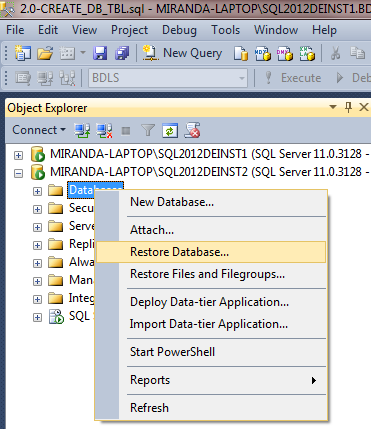 2.0-CREATE_DB_TBL.sql - MIRANDA-LAPTOP\SQL2012DEINST1.BD
File Edit View Project Debug Tools Window
New Query
BDLS Execute Deb
Object Explorer
Connect
MIRANDA-LAPTOP\SQL2012DEINST1 (SQL Server 11.0.3128 -
MIRANDA-LAPTOP\SQL2012DEINST2 (SQL Server 11.0.3128 -
Databases
Secu
Serve
Repli
Alwa
Mana
Integ
SQL
New Database...
Attach...
Restore Database...
Restore Files and Filegroups...
Deploy Data-tier Application...
Import Data-tier Application...
Start PowerShell
Reports
Refresh